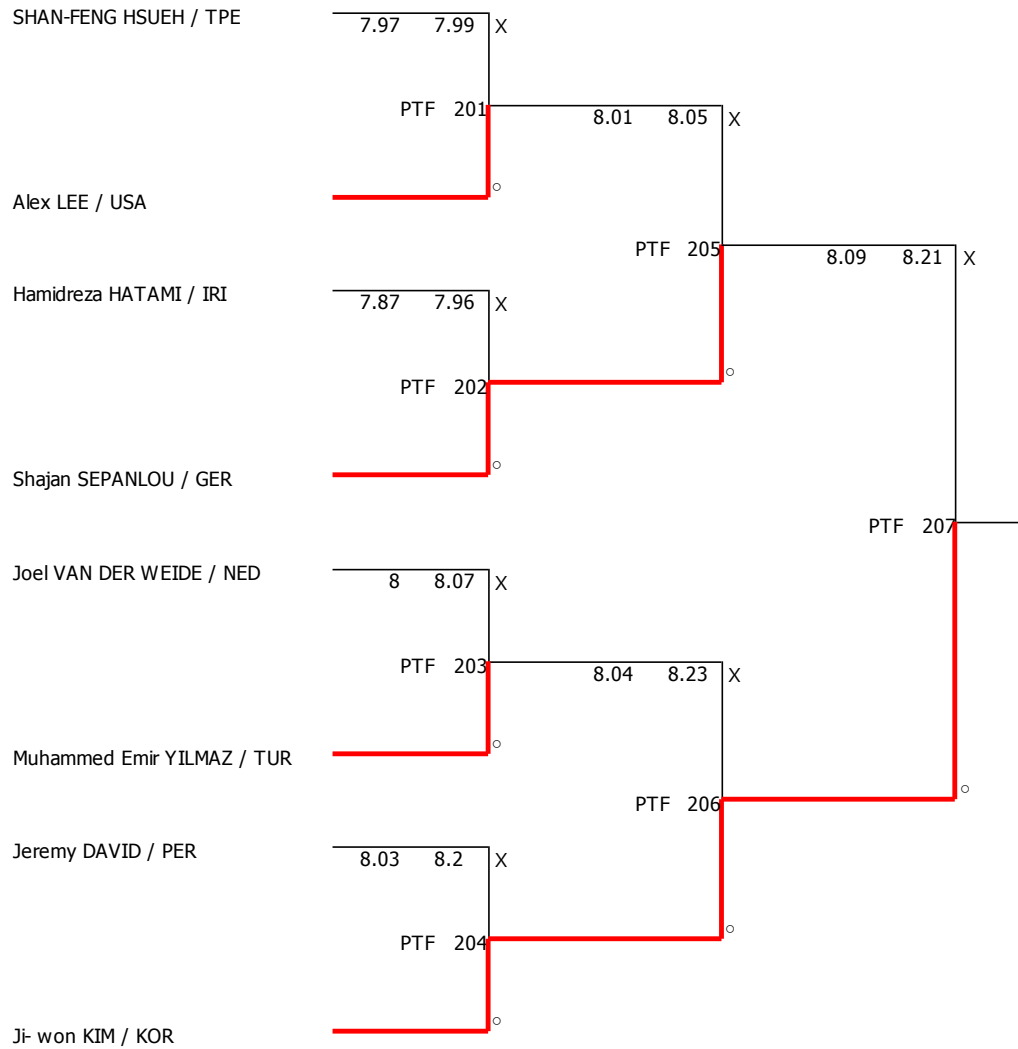 SHAN-FENG HSUEH / TPE
7.97 7.99 X
PTF 201
8.01 8.05 X
○
Alex LEE / USA
PTF 205
8.09 8.21 X
Hamidreza HATAMI / IRI
7.87 7.96 X
○
PTF 202
○
Shajan SEPANLOU / GER
PTF 207
Joel VAN DER WEIDE / NED
8 8.07 X
PTF 203
8.04 8.23 X
○
Muhammed Emir YILMAZ / TUR
○
PTF 206
Jeremy DAVID / PER
8.03 8.2 X
○
PTF 204
○
Ji- won KIM / KOR